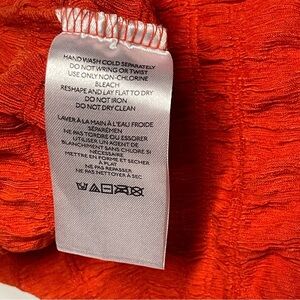 HAND WASH COLD SEPARATELY
DO NOT WRING OR TWIST
USE ONLY NON-CHLORINE
BLEACH
RESHAPE AND LAY FLAT TO DRY
DO NOT IRON
DO NOT DRY CLEAN
LAVER À LA MAIN À L'EAU FROIDE
SÉPARÉMEN
NE PAS TORDRE OU ESSORER
UTILISER UN AGENT DE
BLANCHIMENT SANS CHLORE SI
NÉCESSAIRE
METTRE EN FORME ET SÉCHER
À PLAT
NE PAS REPASSER
NE PAS NETTOYER À SEC